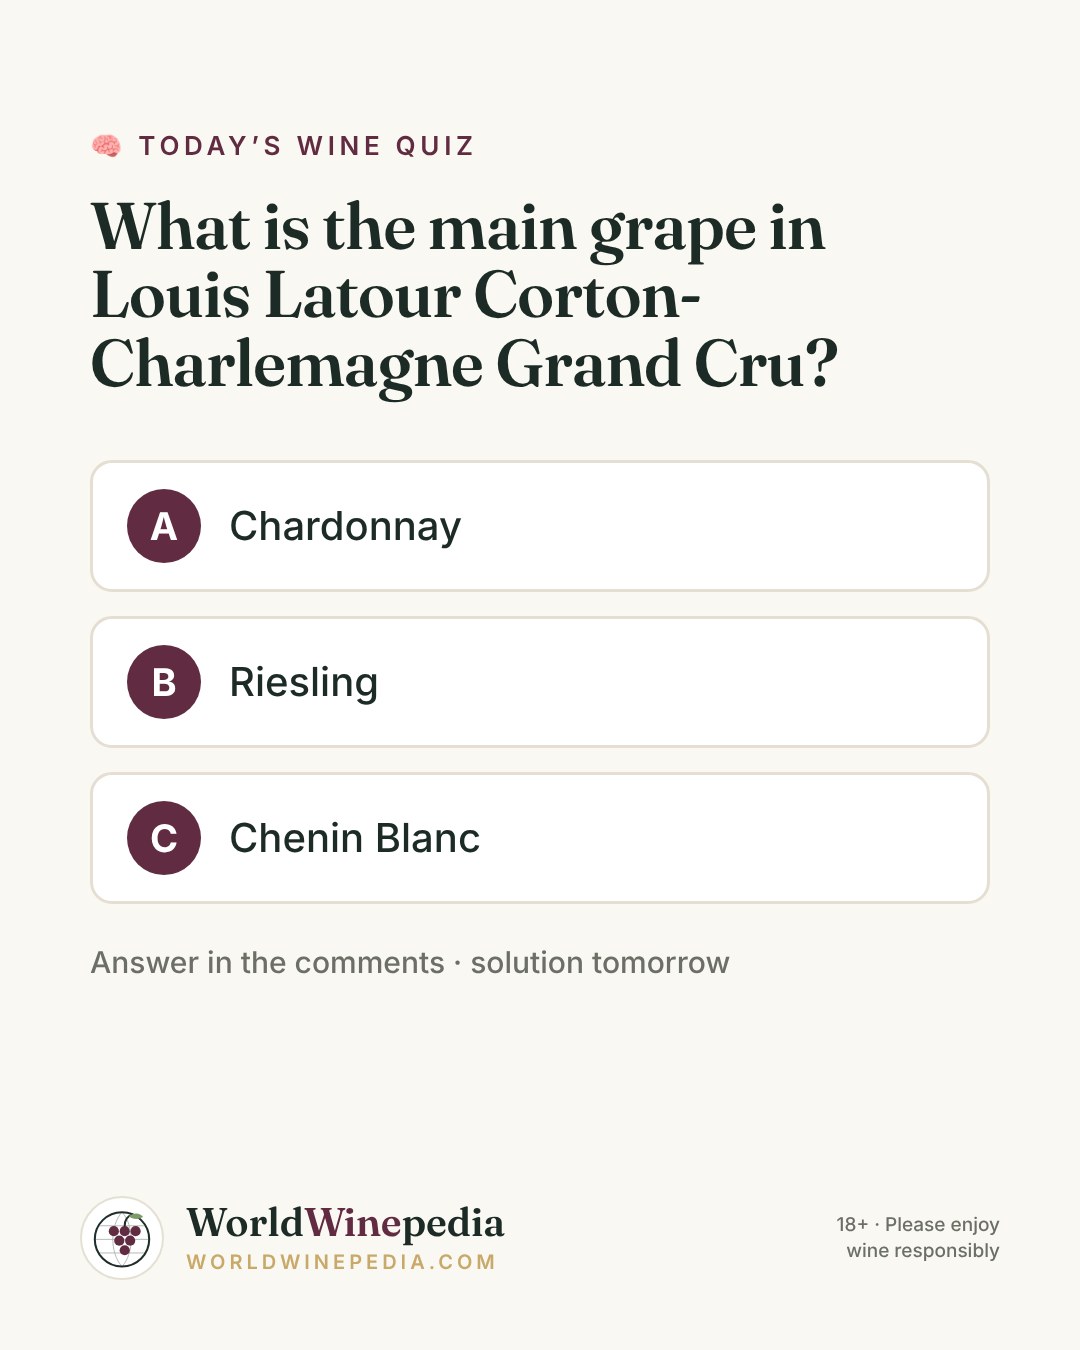 🧠 TODAY’S WINE QUIZ
What is the main grape in
Louis Latour Corton-
Charlemagne Grand Cru?
A Chardonnay
B Riesling
C Chenin Blanc
Answer in the comments · solution tomorrow
WorldWinepedia
WORLDWINEPEDIA.COM
18+ · Please enjoy
wine responsibly